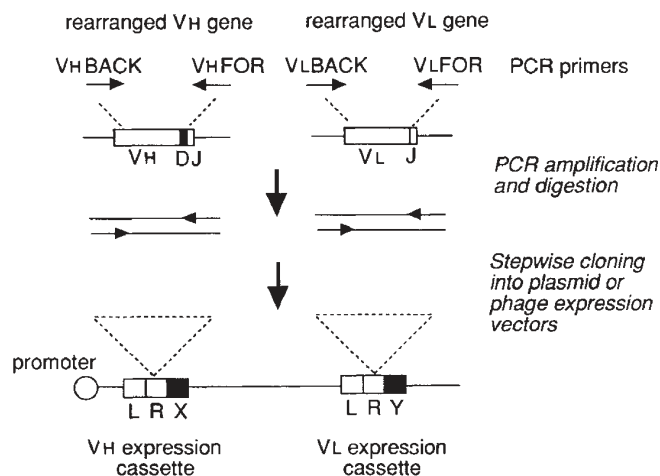 rearranged VH gene
rearranged VL gene
VHBACK
VHFOR
VLBACK
VLFOR
PCR primers
VH
DJ
VL
J
PCR amplification
and digestion
Stepwise cloning
into plasmid or
phage expression
vectors
promoter
L R X
L R Y
VH expression
cassette
VL expression
cassette